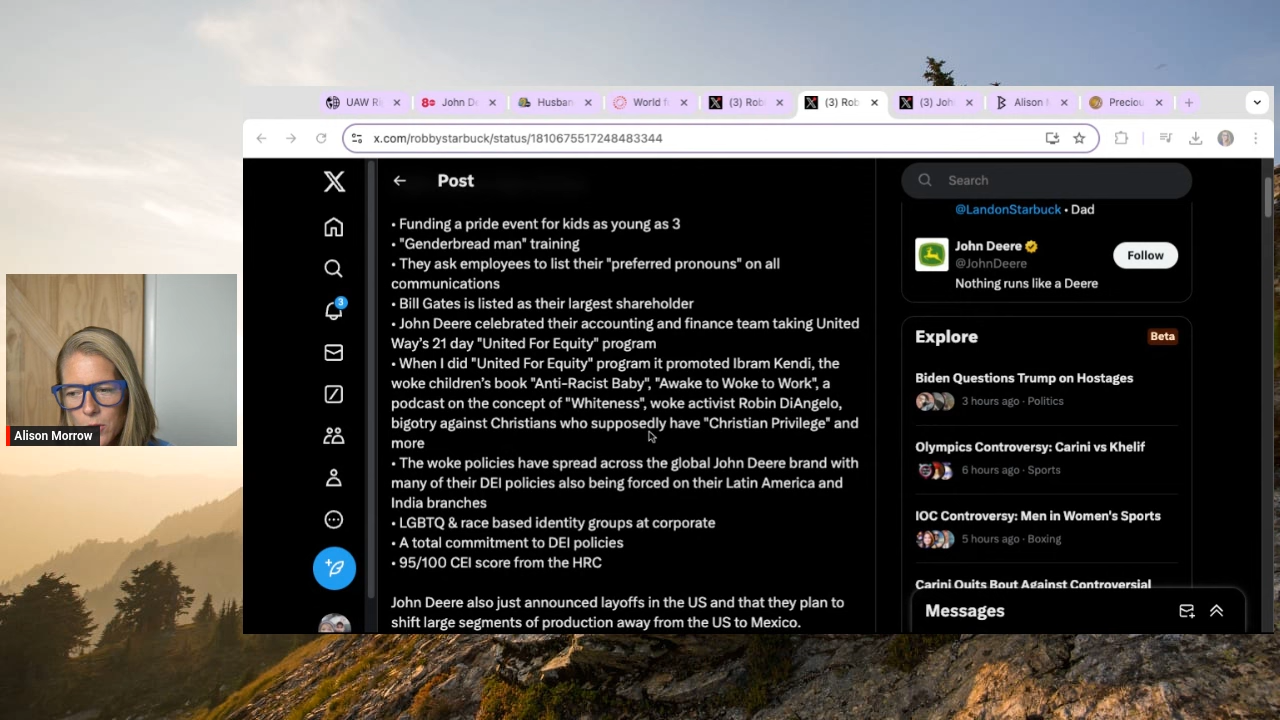 UAW Ri
John De
Husban
World f
(3) Rob
(3) Rob
(3) Joh
Alison
Preciou
x.com/robbystarbuck/status/1810675517248483344
Post
• Funding a pride event for kids as young as 3
• "Genderbread man" training
• They ask employees to list their "preferred pronouns" on all
communications
• Bill Gates is listed as their largest shareholder
• John Deere celebrated their accounting and finance team taking United
Way's 21 day "United For Equity" program
• When I did "United For Equity" program it promoted Ibram Kendi, the
woke children's book "Anti-Racist Baby", "Awake to Woke to Work", a
podcast on the concept of "Whiteness", woke activist Robin DiAngelo,
bigotry against Christians who supposedly have "Christian Privilege" and
more
• The woke policies have spread across the global John Deere brand with
many of their DEI policies also being forced on their Latin America and
India branches
• LGBTQ & race based identity groups at corporate
• A total commitment to DEI policies
• 95/100 CEI score from the HRC
John Deere also just announced layoffs in the US and that they plan to
shift large segments of production away from the US to Mexico.
3
Search
@LandonStarbuck • Dad
John Deere
@JohnDeere
Follow
Nothing runs like a Deere
Explore
Beta
Biden Questions Trump on Hostages
3 hours ago · Politics
Olympics Controversy: Carini vs Khelif
6 hours ago · Sports
IOC Controversy: Men in Women's Sports
5 hours ago · Boxing
Carini Quits Bout Against Controversial
Messages
Alison Morrow